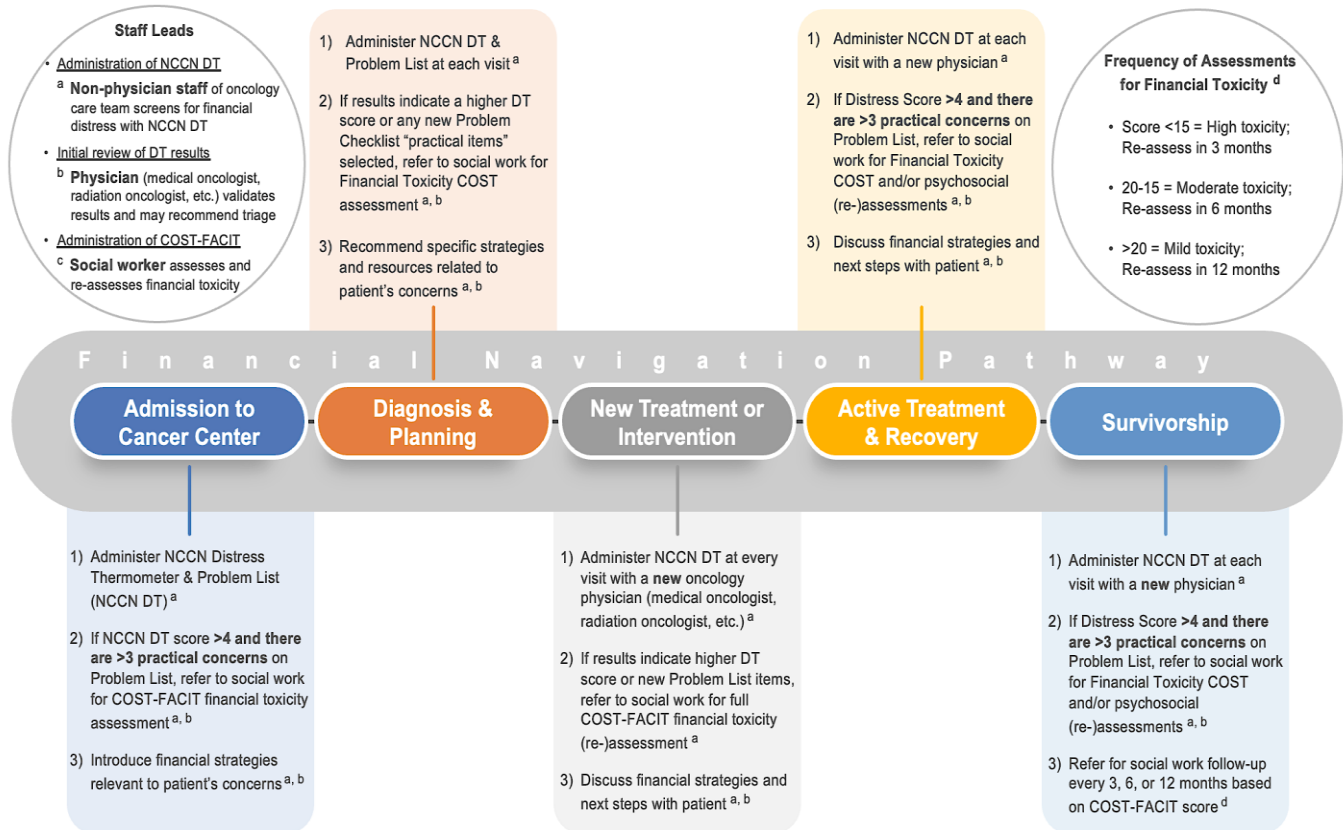 Staff Leads
• Administration of NCCN DT
a Non-physician staff of oncology
care team screens for financial
distress with NCCN DT
• Initial review of DT results
b Physician (medical oncologist,
radiation oncologist, etc.) validates
results and may recommend triage
• Administration of COST-FACIT
c Social worker assesses and
re-assesses financial toxicity
1) Administer NCCN DT &
Problem List at each visit a
2) If results indicate a higher DT
score or any new Problem
Checklist “practical items”
selected, refer to social work for
Financial Toxicity COST
assessment a, b
3) Recommend specific strategies
and resources related to
patient’s concerns a, b
1) Administer NCCN DT at each
visit with a new physician a
2) If Distress Score >4 and there
are >3 practical concerns on
Problem List, refer to social
work for Financial Toxicity
COST and/or psychosocial
(re-)assessments a, b
3) Discuss financial strategies and
next steps with patient a, b
Frequency of Assessments
for Financial Toxicity d
• Score <15 = High toxicity;
Re-assess in 3 months
• 20-15 = Moderate toxicity;
Re-assess in 6 months
• >20 = Mild toxicity;
Re-assess in 12 months
Financial Navigation Pathway
Admission to
Cancer Center
Diagnosis &
Planning
New Treatment or
Intervention
Active Treatment
& Recovery
Survivorship
1) Administer NCCN Distress
Thermometer & Problem List
(NCCN DT) a
2) If NCCN DT score >4 and there
are >3 practical concerns on
Problem List, refer to social work
for COST-FACIT financial toxicity
assessment a, b
3) Introduce financial strategies
relevant to patient’s concerns a, b
1) Administer NCCN DT at every
visit with a new oncology
physician (medical oncologist,
radiation oncologist, etc.) a
2) If results indicate higher DT
score or new Problem List items,
refer to social work for full
COST-FACIT financial toxicity
(re-)assessment a
3) Discuss financial strategies and
next steps with patient a, b
1) Administer NCCN DT at each
visit with a new physician a
2) If Distress Score >4 and there
are >3 practical concerns on
Problem List, refer to social work
for Financial Toxicity COST
and/or psychosocial
(re-)assessments a, b
3) Refer for social work follow-up
every 3, 6, or 12 months based
on COST-FACIT score d